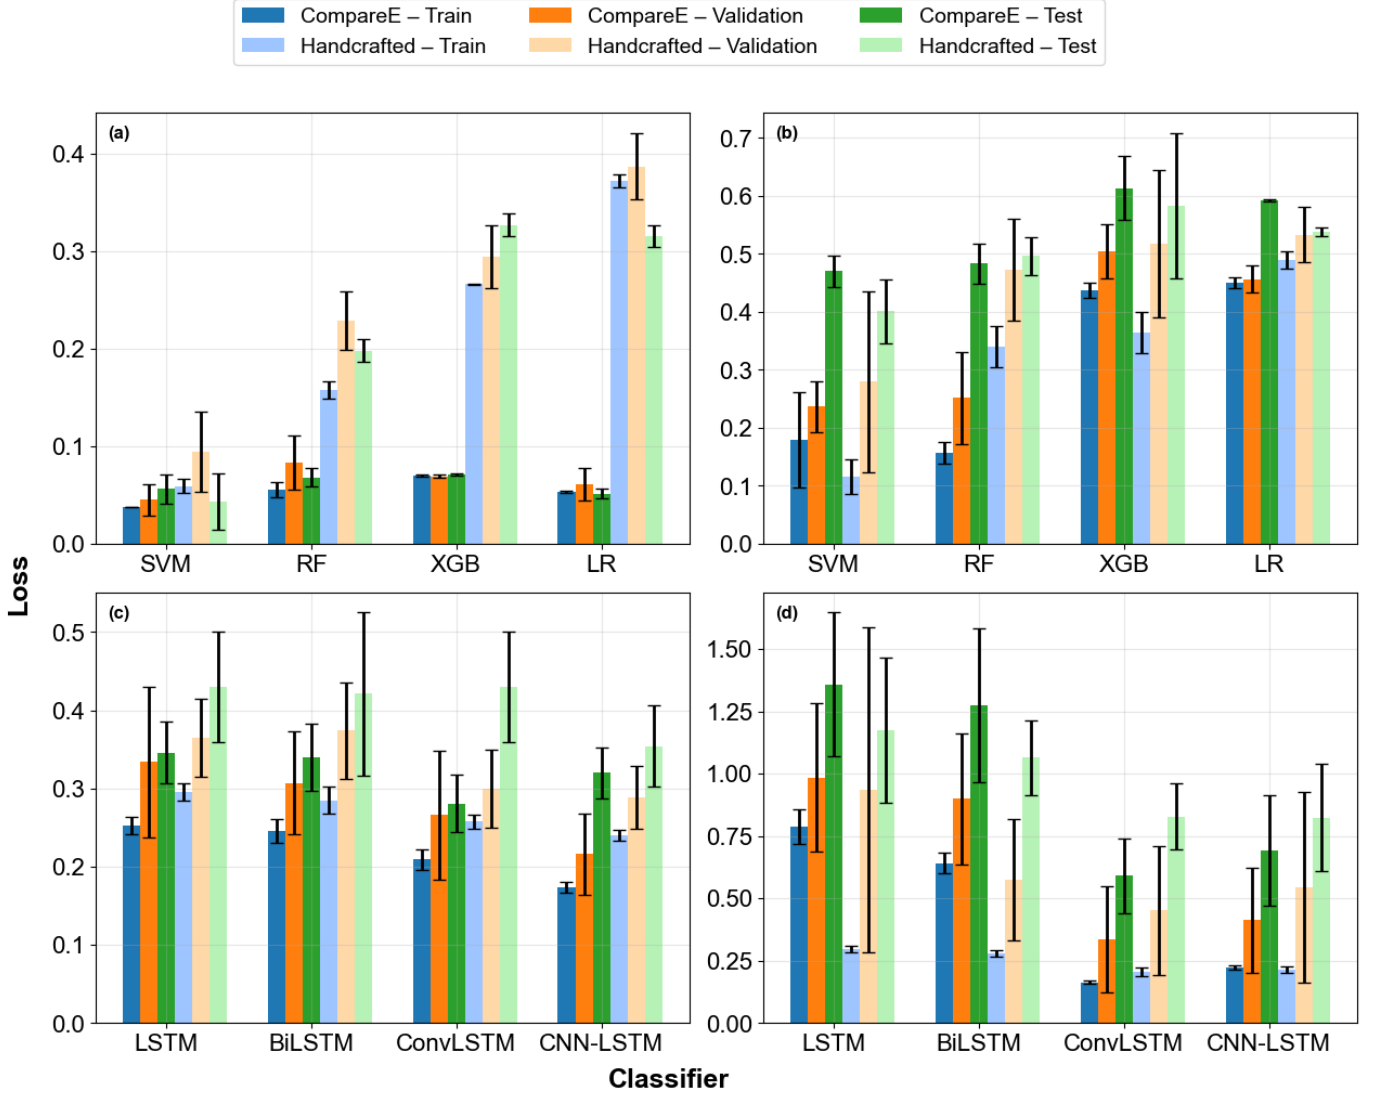 CompareE – Train
CompareE – Validation
CompareE – Test
Handcrafted – Train
Handcrafted – Validation
Handcrafted – Test
(a)
0.4
0.3
0.2
0.1
0.0
SVM RF XGB LR
(b)
0.7
0.6
0.5
0.4
0.3
0.2
0.1
0.0
SVM RF XGB LR
Loss
(c)
0.5
0.4
0.3
0.2
0.1
0.0
LSTM BiLSTM ConvLSTM CNN-LSTM
(d)
1.50
1.25
1.00
0.75
0.50
0.25
0.00
LSTM BiLSTM ConvLSTM CNN-LSTM
Classifier